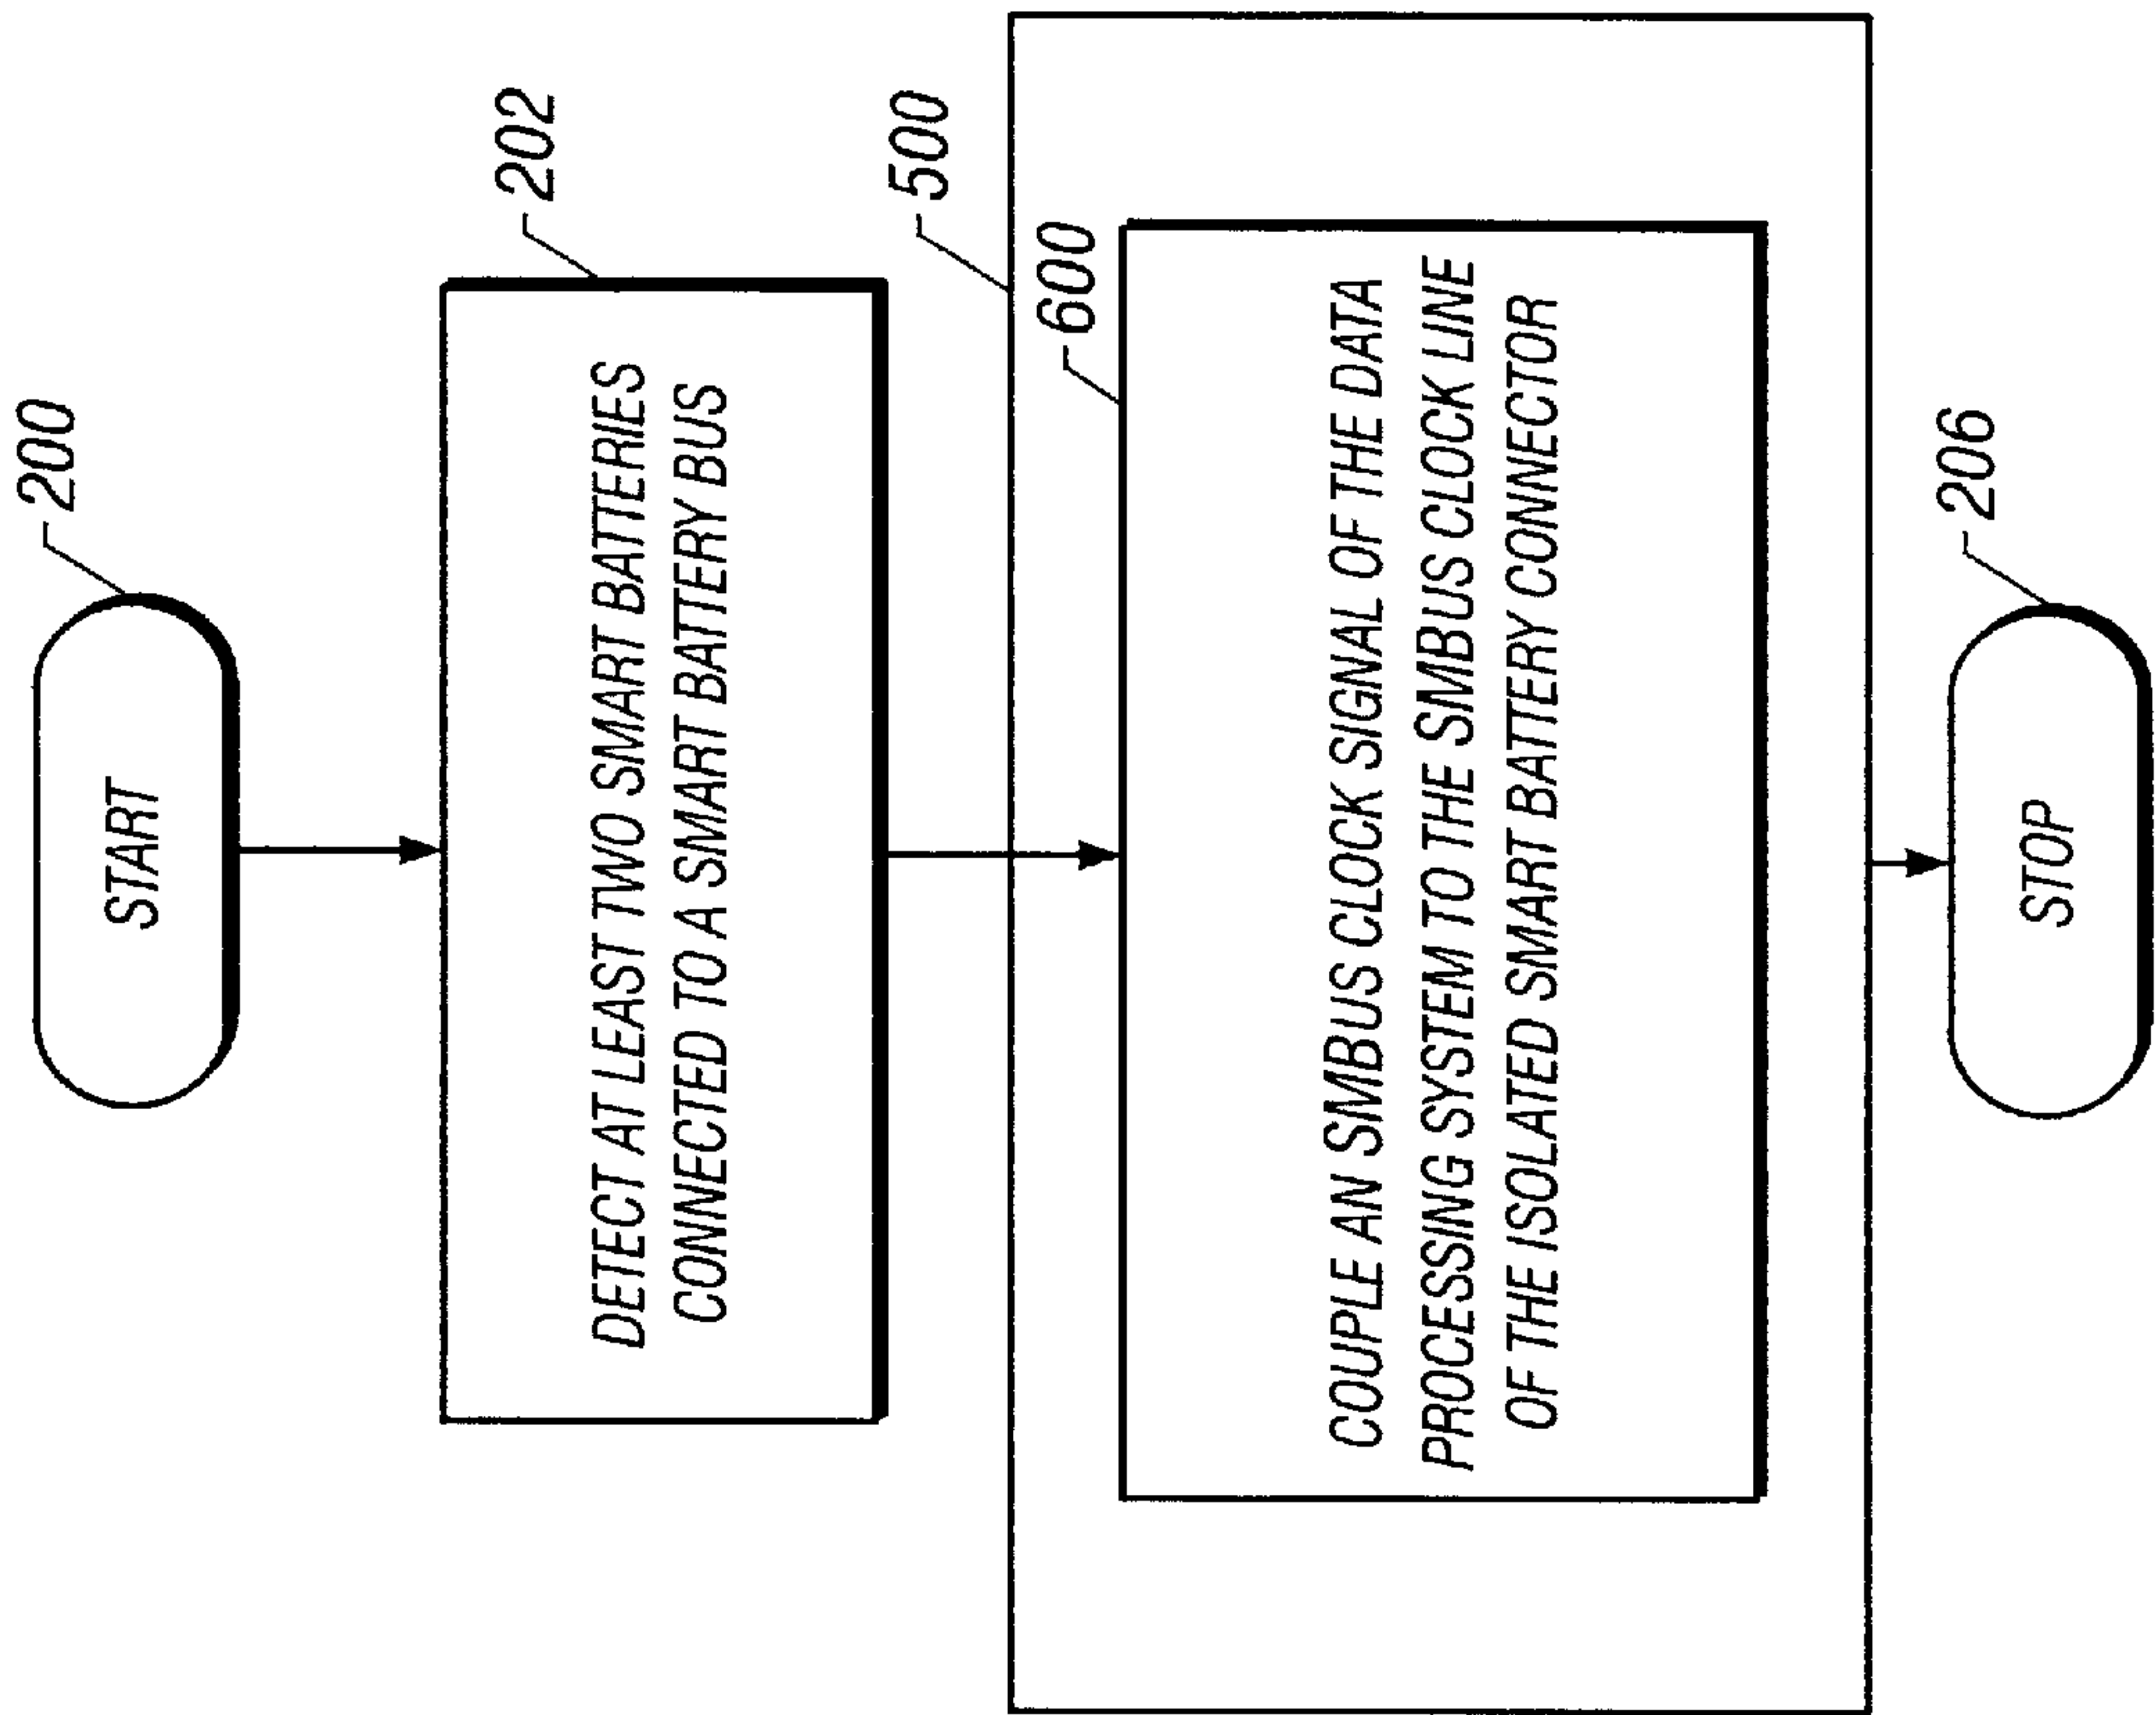 200
START
202
DETECT AT LEAST TWO SMART BATTERIES
CONNECTED TO A SMART BATTERY BUS
500
600
COUPLE AN SMBUS CLOCK SIGNAL OF THE DATA
PROCESSING SYSTEM TO THE SMBUS CLOCK LINE
OF THE ISOLATED SMART BATTERY CONNECTOR
206
STOP